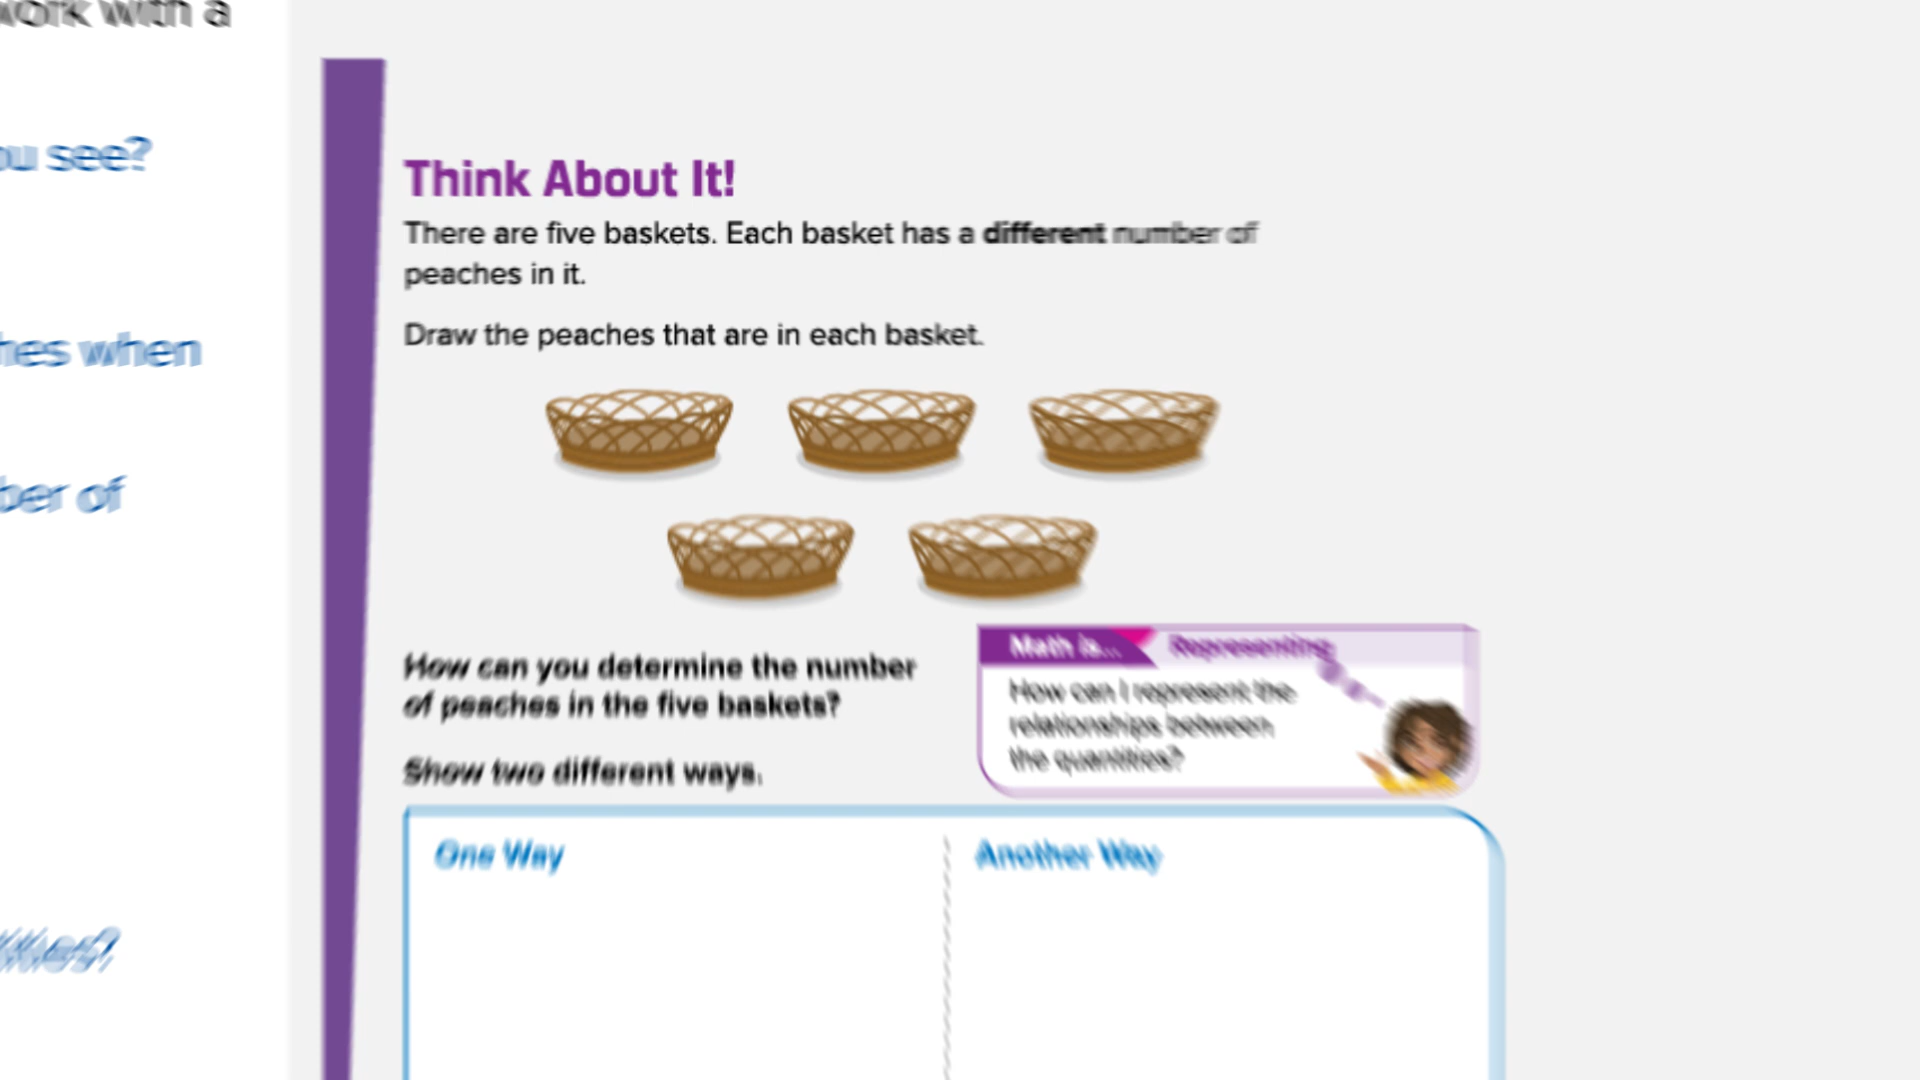 work with a
ou see?
hes when
ber of
Think About It!
There are five baskets. Each basket has a different number of
peaches in it.
Draw the peaches that are in each basket.
How can you determine the number
of peaches in the five baskets?
Show two different ways.
Math is... Representing
How can I represent the
relationships between
the quantities?
One Way
Another Way